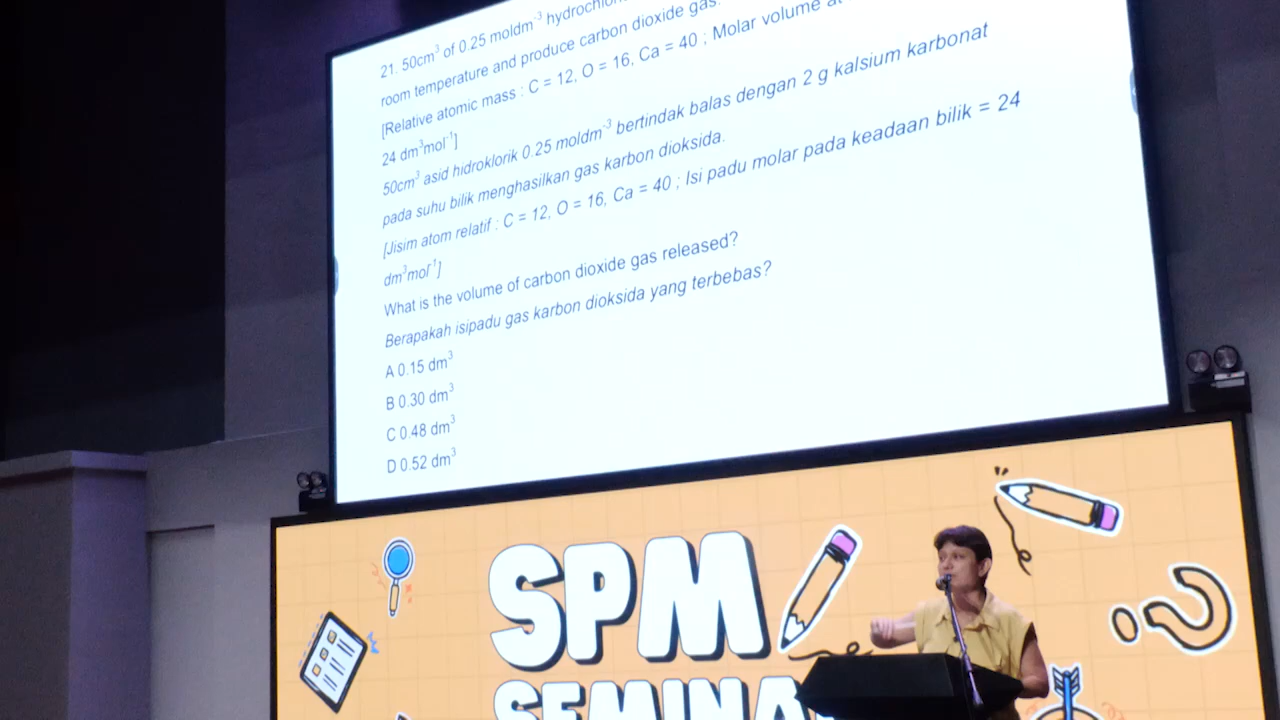 21. 50cm³ of 0.25 moldm⁻³
room temperature and produce carbon dioxide gas.
[Relative atomic mass : C = 12, O = 16, Ca = 40 ; Molar volume
24 dm³mol⁻¹]
50cm³ asid hidroklorik 0.25 moldm⁻³ bertindak balas dengan 2 g kalsium karbonat
pada suhu bilik menghasilkan gas karbon dioksida.
[Jisim atom relatif : C = 12, O = 16, Ca = 40 ; Isi padu molar pada keadaan bilik = 24
dm³mol⁻¹]
What is the volume of carbon dioxide gas released?
Berapakah isipadu gas karbon dioksida yang terbebas?
A 0.15 dm³
B 0.30 dm³
C 0.48 dm³
D 0.52 dm³
SPM